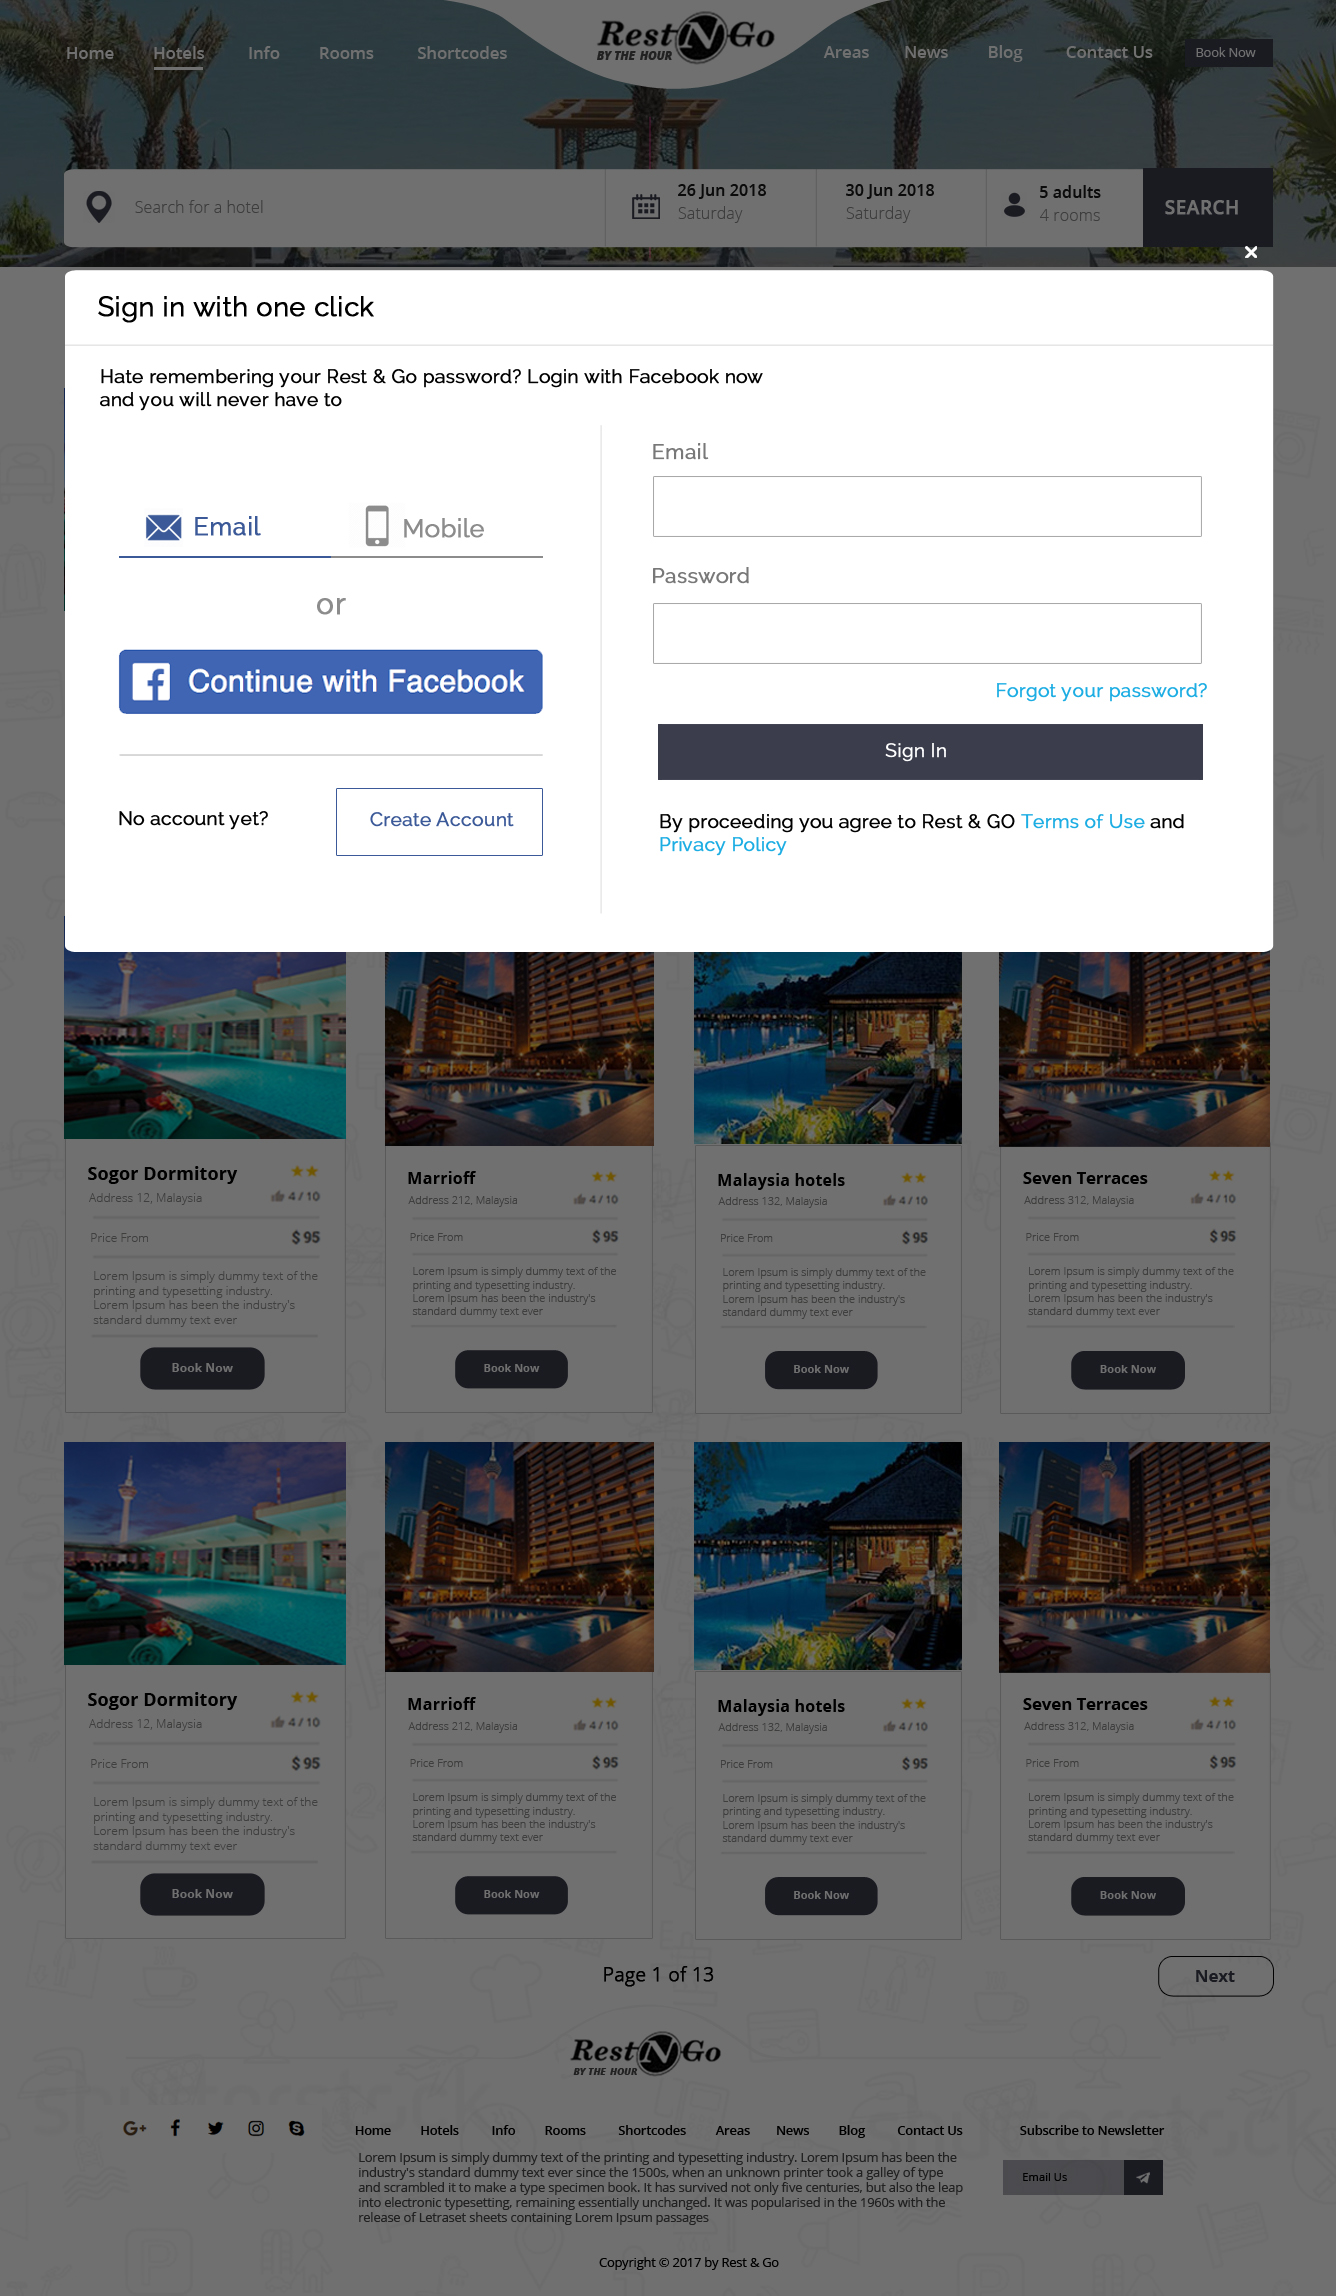 Home Hotels Info Rooms Shortcodes Rest N Go Areas News Blog Contact Us Book Now
BY THE HOUR
Search for a hotel 26 Jun 2018 30 Jun 2018 5 adults SEARCH
Saturday Saturday 4 rooms
Sign in with one click
Hate remembering your Rest & Go password? Login with Facebook now
and you will never have to
Email Mobile
or
Continue with Facebook
No account yet? Create Account
Email
Password
Forgot your password?
Sign In
By proceeding you agree to Rest & GO Terms of Use and
Privacy Policy
Sogor Dormitory
Address 12, Malaysia 4 / 10
Price From $ 95
Lorem Ipsum is simply dummy text of the
printing and typesetting industry.
Lorem Ipsum has been the industry's
standard dummy text ever
Book Now
Marrioff
Address 212, Malaysia 4 / 10
Price From $ 95
Lorem Ipsum is simply dummy text of the
printing and typesetting industry.
Lorem Ipsum has been the industry's
standard dummy text ever
Book Now
Malaysia hotels
Address 132, Malaysia 4 / 10
Price From $ 95
Lorem Ipsum is simply dummy text of the
printing and typesetting industry.
Lorem Ipsum has been the industry's
standard dummy text ever
Book Now
Seven Terraces
Address 312, Malaysia 4 / 10
Price From $ 95
Lorem Ipsum is simply dummy text of the
printing and typesetting industry.
Lorem Ipsum has been the industry's
standard dummy text ever
Book Now
Sogor Dormitory
Address 12, Malaysia 4 / 10
Price From $ 95
Lorem Ipsum is simply dummy text of the
printing and typesetting industry.
Lorem Ipsum has been the industry's
standard dummy text ever
Book Now
Marrioff
Address 212, Malaysia 4 / 10
Price From $ 95
Lorem Ipsum is simply dummy text of the
printing and typesetting industry.
Lorem Ipsum has been the industry's
standard dummy text ever
Book Now
Malaysia hotels
Address 132, Malaysia 4 / 10
Price From $ 95
Lorem Ipsum is simply dummy text of the
printing and typesetting industry.
Lorem Ipsum has been the industry's
standard dummy text ever
Book Now
Seven Terraces
Address 312, Malaysia 4 / 10
Price From $ 95
Lorem Ipsum is simply dummy text of the
printing and typesetting industry.
Lorem Ipsum has been the industry's
standard dummy text ever
Book Now
Page 1 of 13 Next
Rest N Go
BY THE HOUR
G+ Home Hotels Info Rooms Shortcodes Areas News Blog Contact Us Subscribe to Newsletter
Lorem Ipsum is simply dummy text of the printing and typesetting industry. Lorem Ipsum has been the
industry's standard dummy text ever since the 1500s, when an unknown printer took a galley of type
and scrambled it to make a type specimen book. It has survived not only five centuries, but also the leap
into electronic typesetting, remaining essentially unchanged. It was popularised in the 1960s with the
release of Letraset sheets containing Lorem Ipsum passages
Email Us
Copyright © 2017 by Rest & Go